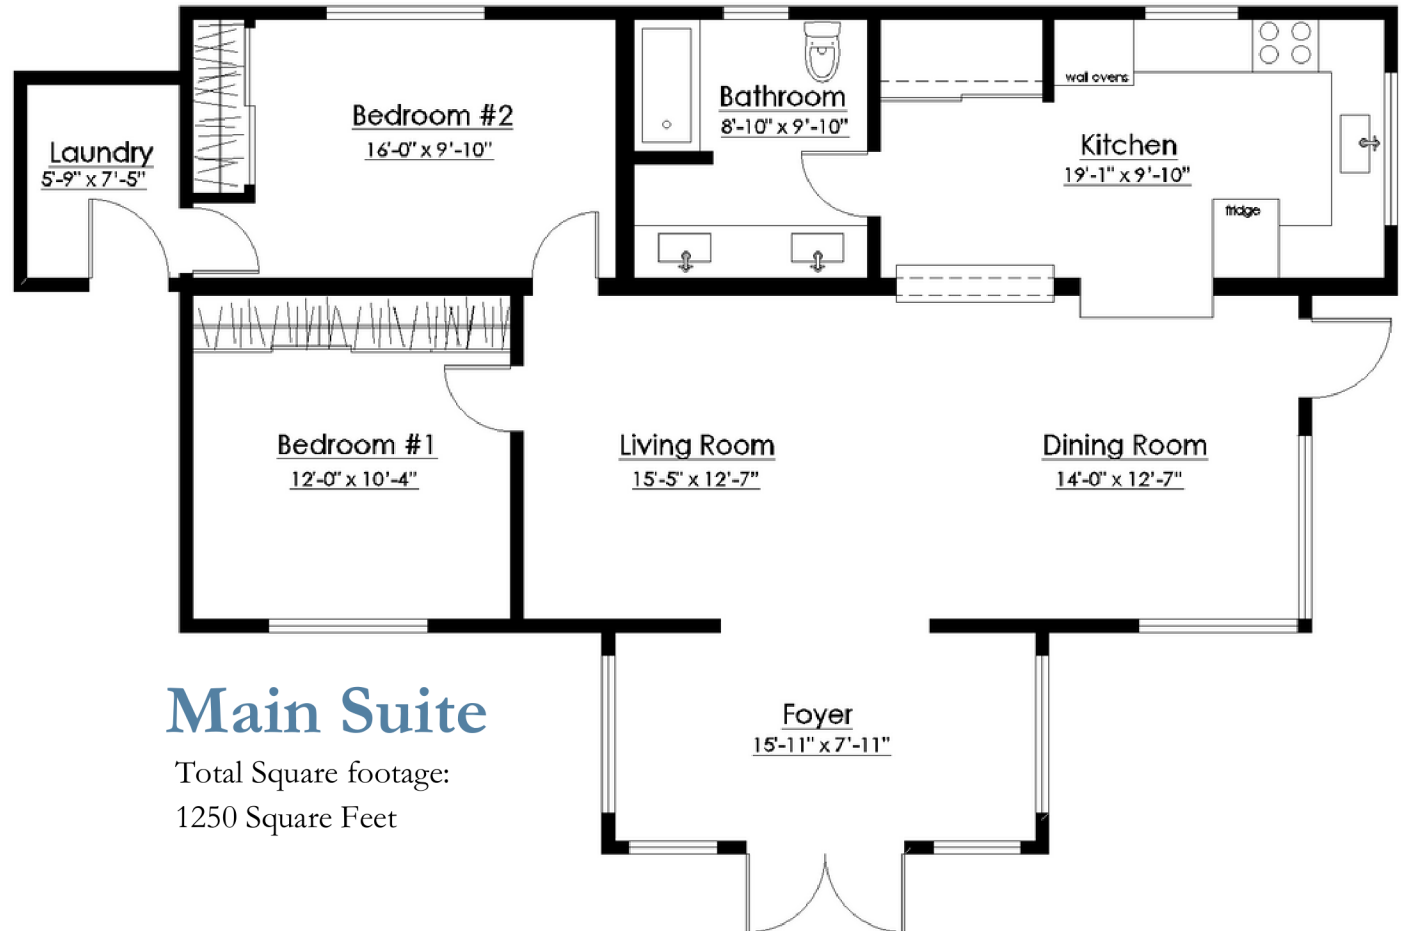 Bedroom #2
16'-0" x 9'-10"
Bathroom
8'-10" x 9'-10"
wall ovens
Kitchen
19'-1" x 9'-10"
fridge
Laundry
5'-9" x 7'-5"
Bedroom #1
12'-0" x 10'-4"
Living Room
15'-5" x 12'-7"
Dining Room
14'-0" x 12'-7"
Foyer
15'-11" x 7'-11"
Main Suite
Total Square footage:
1250 Square Feet